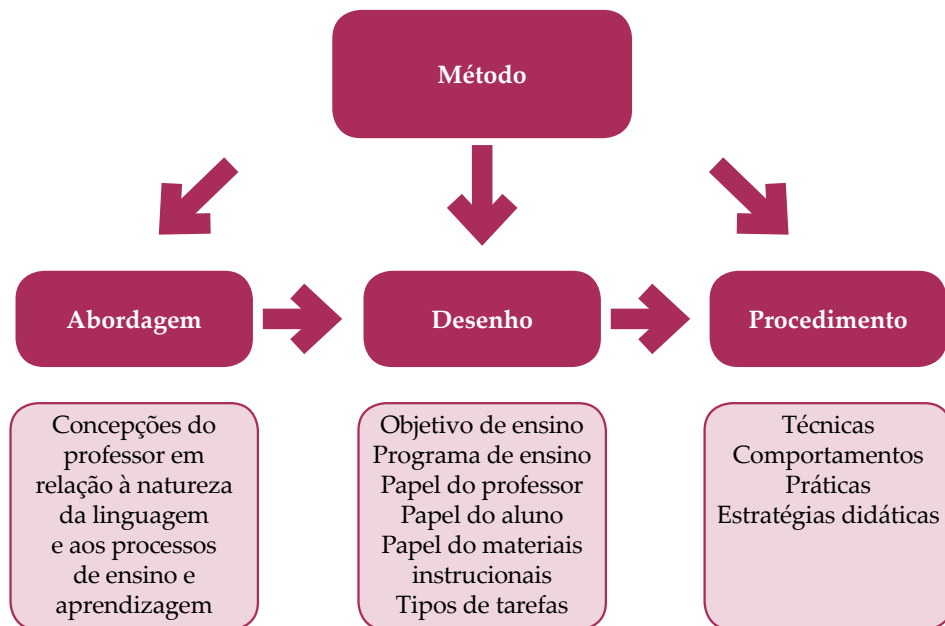 Método
Abordagem
Desenho
Procedimento
Concepções do
professor em
relação à natureza
da linguagem
e aos processos
de ensino e
aprendizagem
Objetivo de ensino
Programa de ensino
Papel do professor
Papel do aluno
Papel do materiais
instrucionais
Tipos de tarefas
Técnicas
Comportamentos
Práticas
Estratégias didáticas